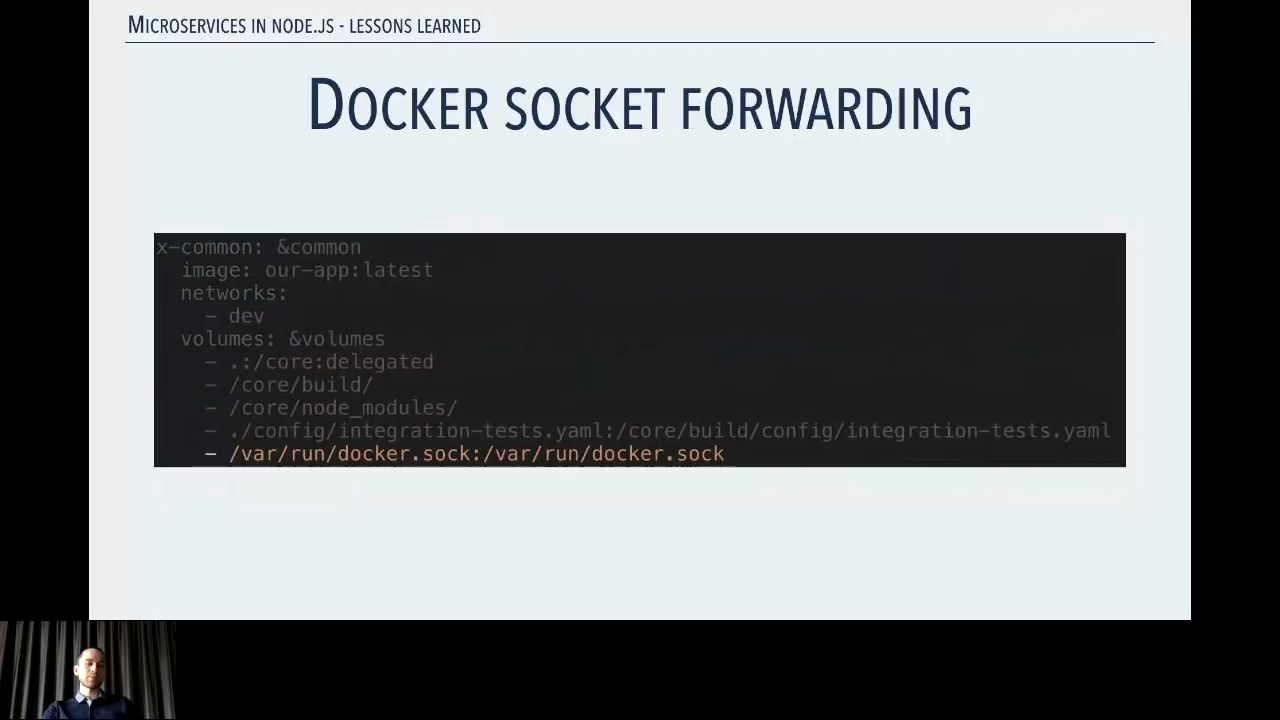 MICROSERVICES IN NODE.JS - LESSONS LEARNED
DOCKER SOCKET FORWARDING
x-common: &common
  image: our-app:latest
  networks:
    - dev
  volumes: &volumes
    - .:/core:delegated
    - /core/build/
    - /core/node_modules/
    - ./config/integration-tests.yaml:/core/build/config/integration-tests.yaml
    - /var/run/docker.sock:/var/run/docker.sock